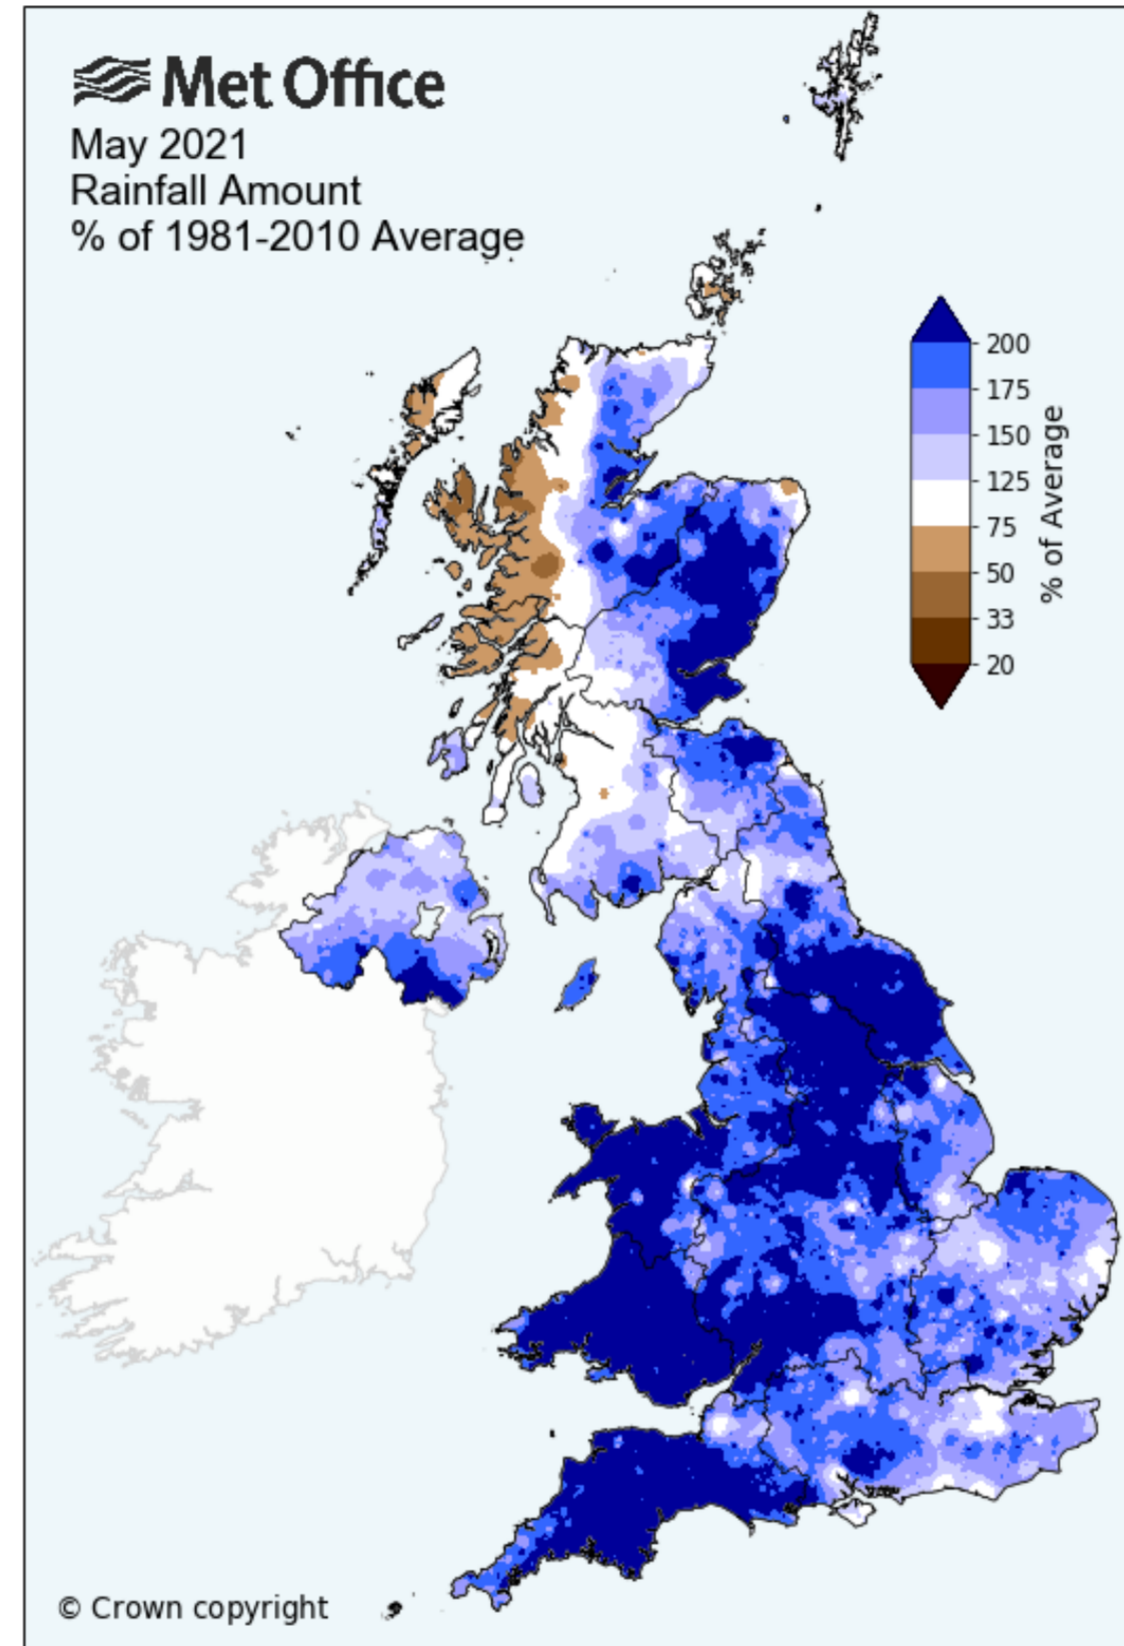 Met Office
May 2021
Rainfall Amount
% of 1981-2010 Average
200
175
150
125
75
50
33
20
% of Average
© Crown copyright